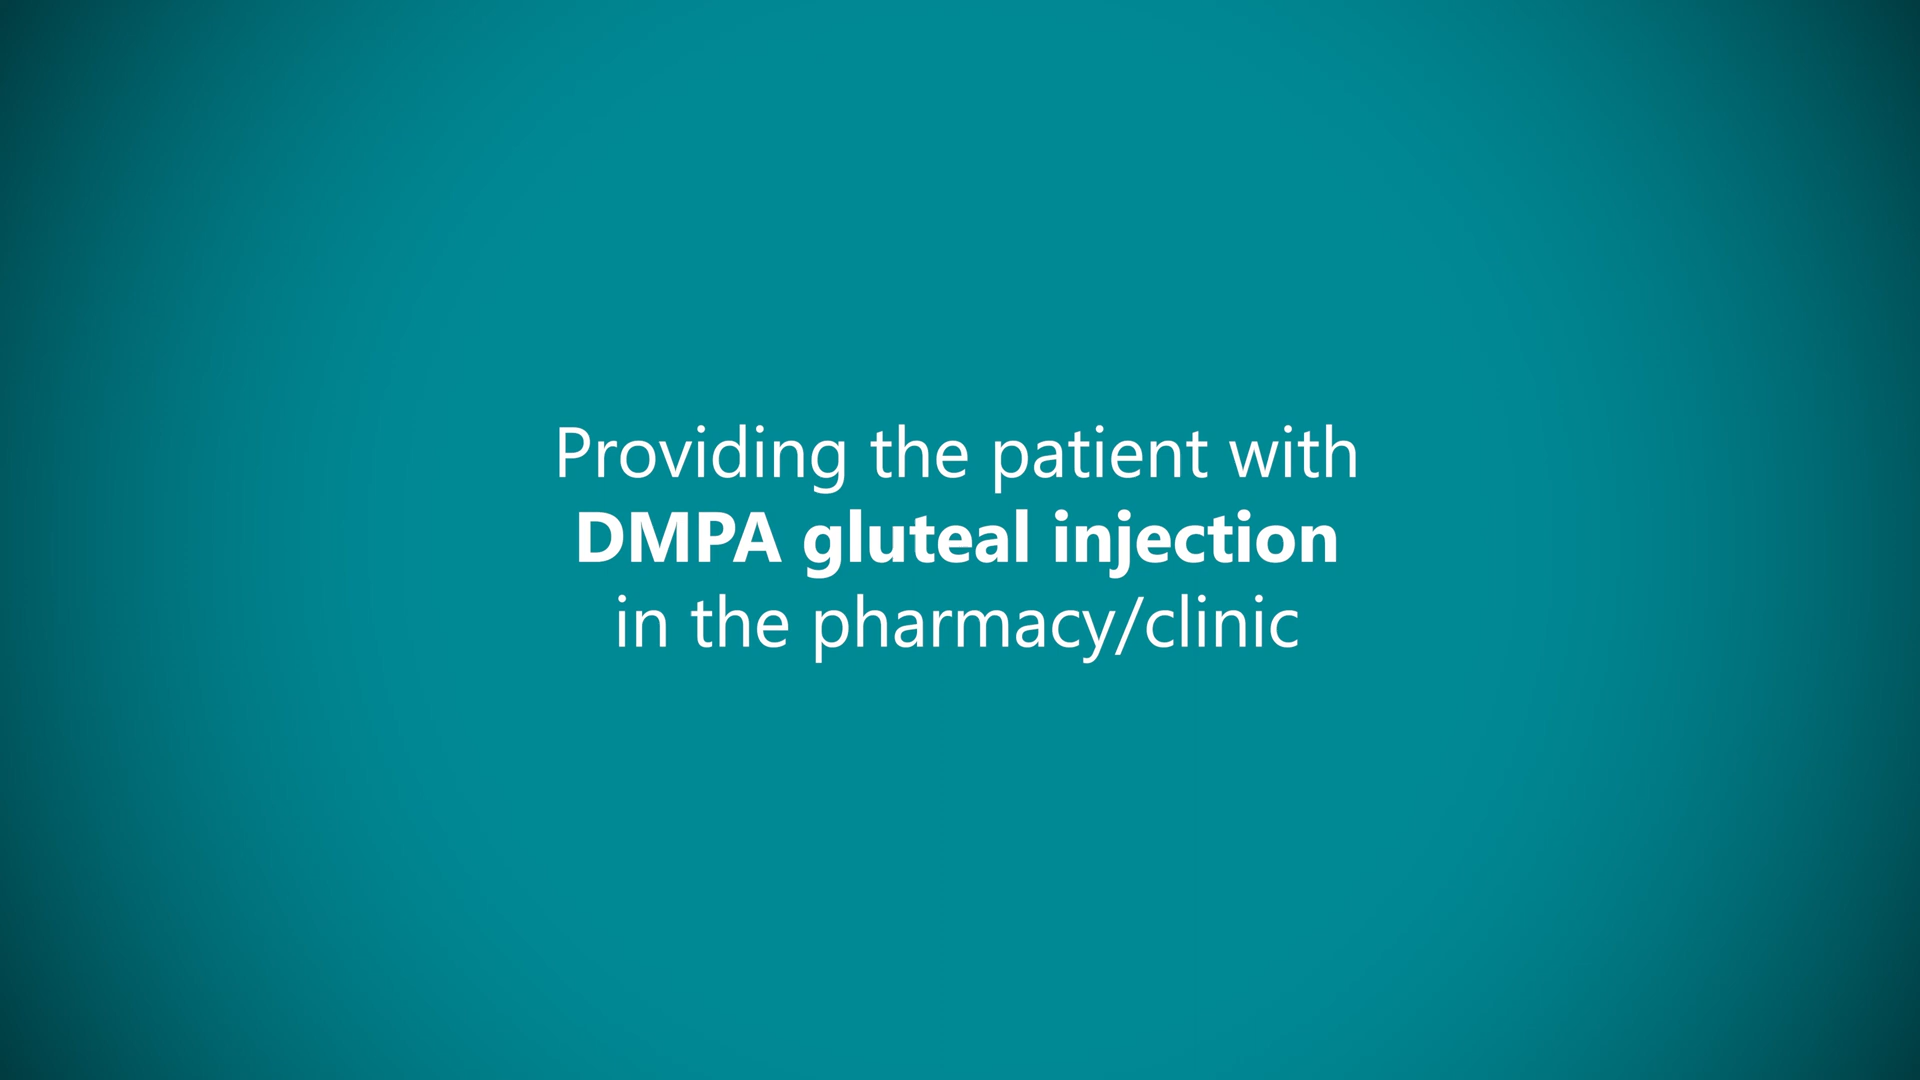 Providing the patient with
DMPA gluteal injection
in the pharmacy/clinic